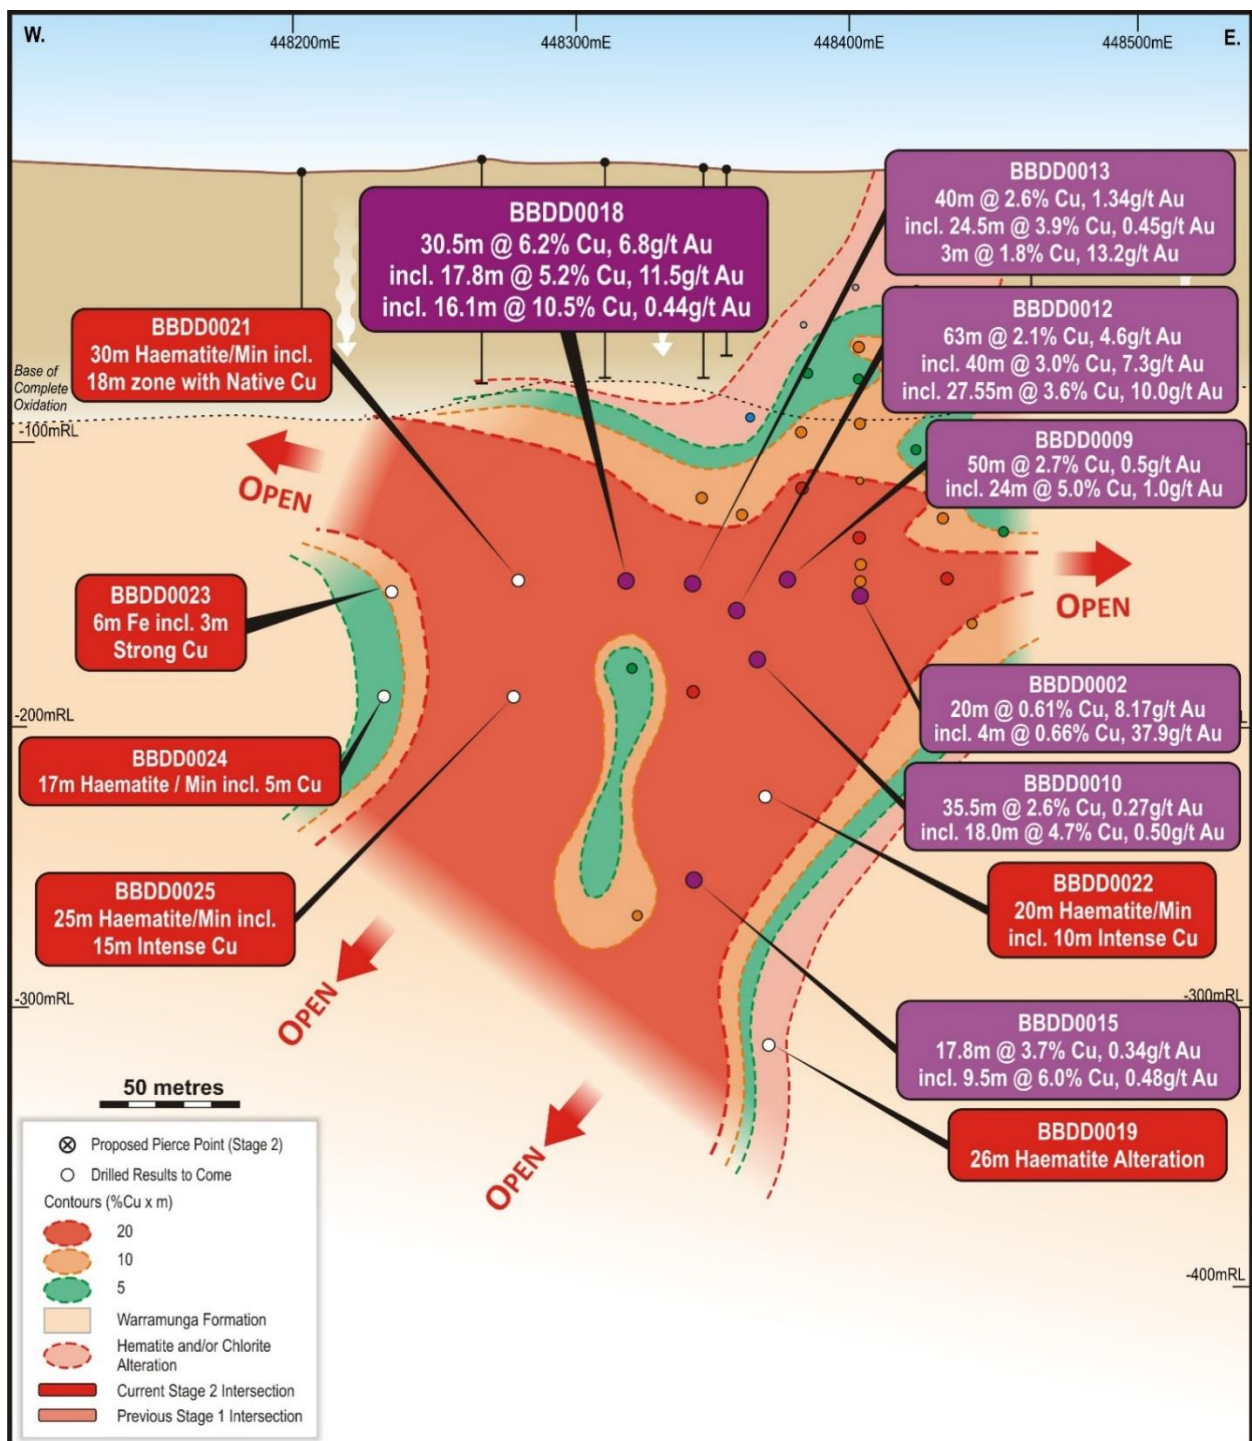 W.
448200mE
448300mE
448400mE
448500mE
E.
BBDD0013
40m @ 2.6% Cu, 1.34g/t Au
incl. 24.5m @ 3.9% Cu, 0.45g/t Au
3m @ 1.8% Cu, 13.2g/t Au
BBDD0018
30.5m @ 6.2% Cu, 6.8g/t Au
incl. 17.8m @ 5.2% Cu, 11.5g/t Au
incl. 16.1m @ 10.5% Cu, 0.44g/t Au
BBDD0012
63m @ 2.1% Cu, 4.6g/t Au
incl. 40m @ 3.0% Cu, 7.3g/t Au
incl. 27.55m @ 3.6% Cu, 10.0g/t Au
BBDD0021
30m Haematite/Min incl.
18m zone with Native Cu
Base of
Complete
Oxidation
-100mRL
BBDD0009
50m @ 2.7% Cu, 0.5g/t Au
incl. 24m @ 5.0% Cu, 1.0g/t Au
OPEN
OPEN
BBDD0023
6m Fe incl. 3m
Strong Cu
BBDD0002
20m @ 0.61% Cu, 8.17g/t Au
incl. 4m @ 0.66% Cu, 37.9g/t Au
-200mRL
BBDD0024
17m Haematite / Min incl. 5m Cu
BBDD0010
35.5m @ 2.6% Cu, 0.27g/t Au
incl. 18.0m @ 4.7% Cu, 0.50g/t Au
BBDD0025
25m Haematite/Min incl.
15m Intense Cu
BBDD0022
20m Haematite/Min
incl. 10m Intense Cu
OPEN
-300mRL
-300mRL
BBDD0015
17.8m @ 3.7% Cu, 0.34g/t Au
incl. 9.5m @ 6.0% Cu, 0.48g/t Au
BBDD0019
26m Haematite Alteration
OPEN
-400mRL
50 metres
Proposed Pierce Point (Stage 2)
Drilled Results to Come
Contours (%Cu x m)
20
10
5
Warramunga Formation
Hematite and/or Chlorite
Alteration
Current Stage 2 Intersection
Previous Stage 1 Intersection